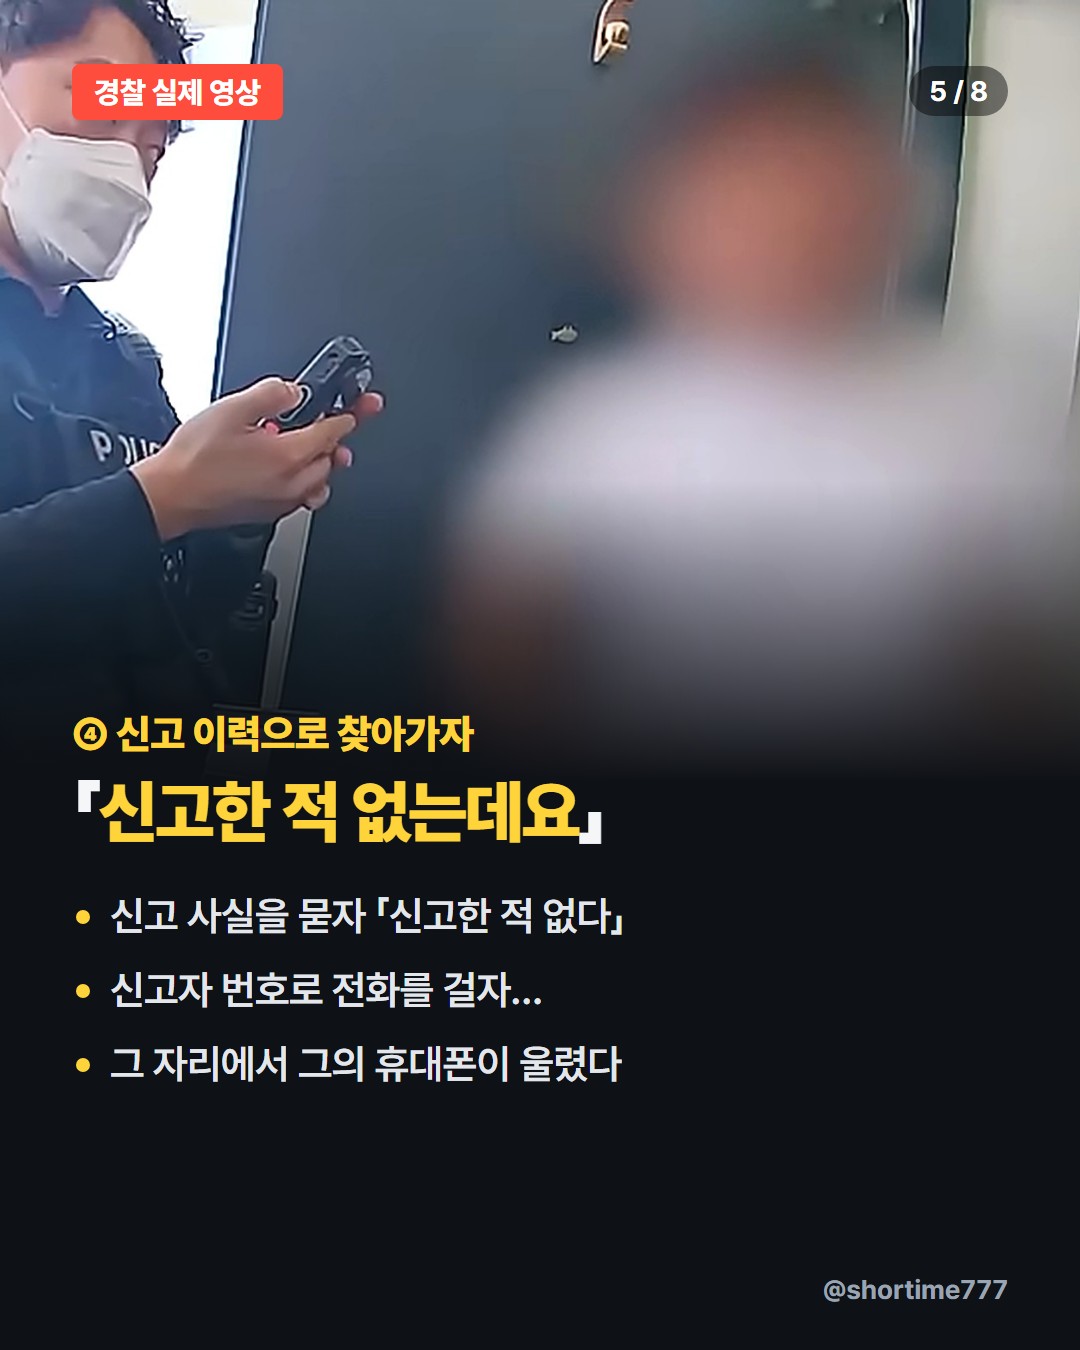 경찰 실제 영상
5 / 8
POLIC
④ 신고 이력으로 찾아가자
「신고한 적 없는데요」
• 신고 사실을 묻자 「신고한 적 없다」
• 신고자 번호로 전화를 걸자...
• 그 자리에서 그의 휴대폰이 울렸다
@shortime777